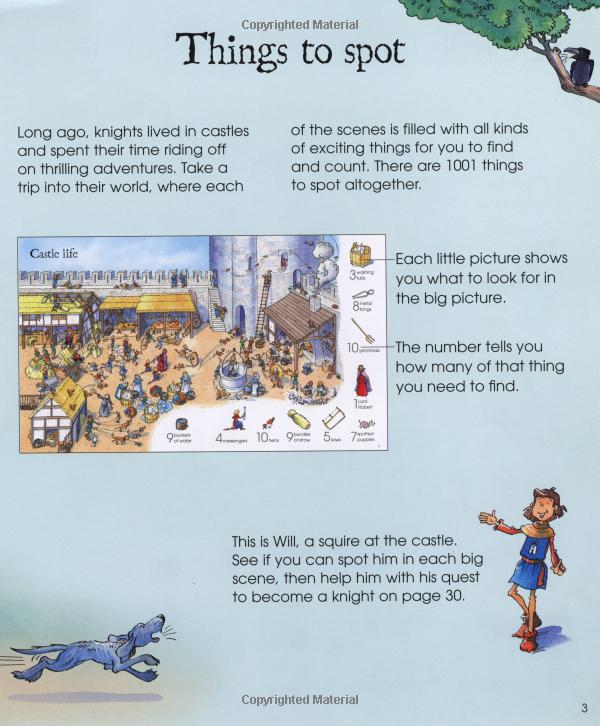 Copyrighted Material
Things to spot
Long ago, knights lived in castles
and spent their time riding off
on thrilling adventures. Take a
trip into their world, where each
of the scenes is filled with all kinds
of exciting things for you to find
and count. There are 1001 things
to spot altogether.
Castle life
3 washing
tubs
8 metal
tongs
10 pitchforks
1 Lord
Robert
9 buckets
of water
4 messengers
10 hens
9 bundles
of straw
5 saws
7 spotted
puppies
Each little picture shows
you what to look for in
the big picture.
The number tells you
how many of that thing
you need to find.
This is Will, a squire at the castle.
See if you can spot him in each big
scene, then help him with his quest
to become a knight on page 30.
Copyrighted Material
3